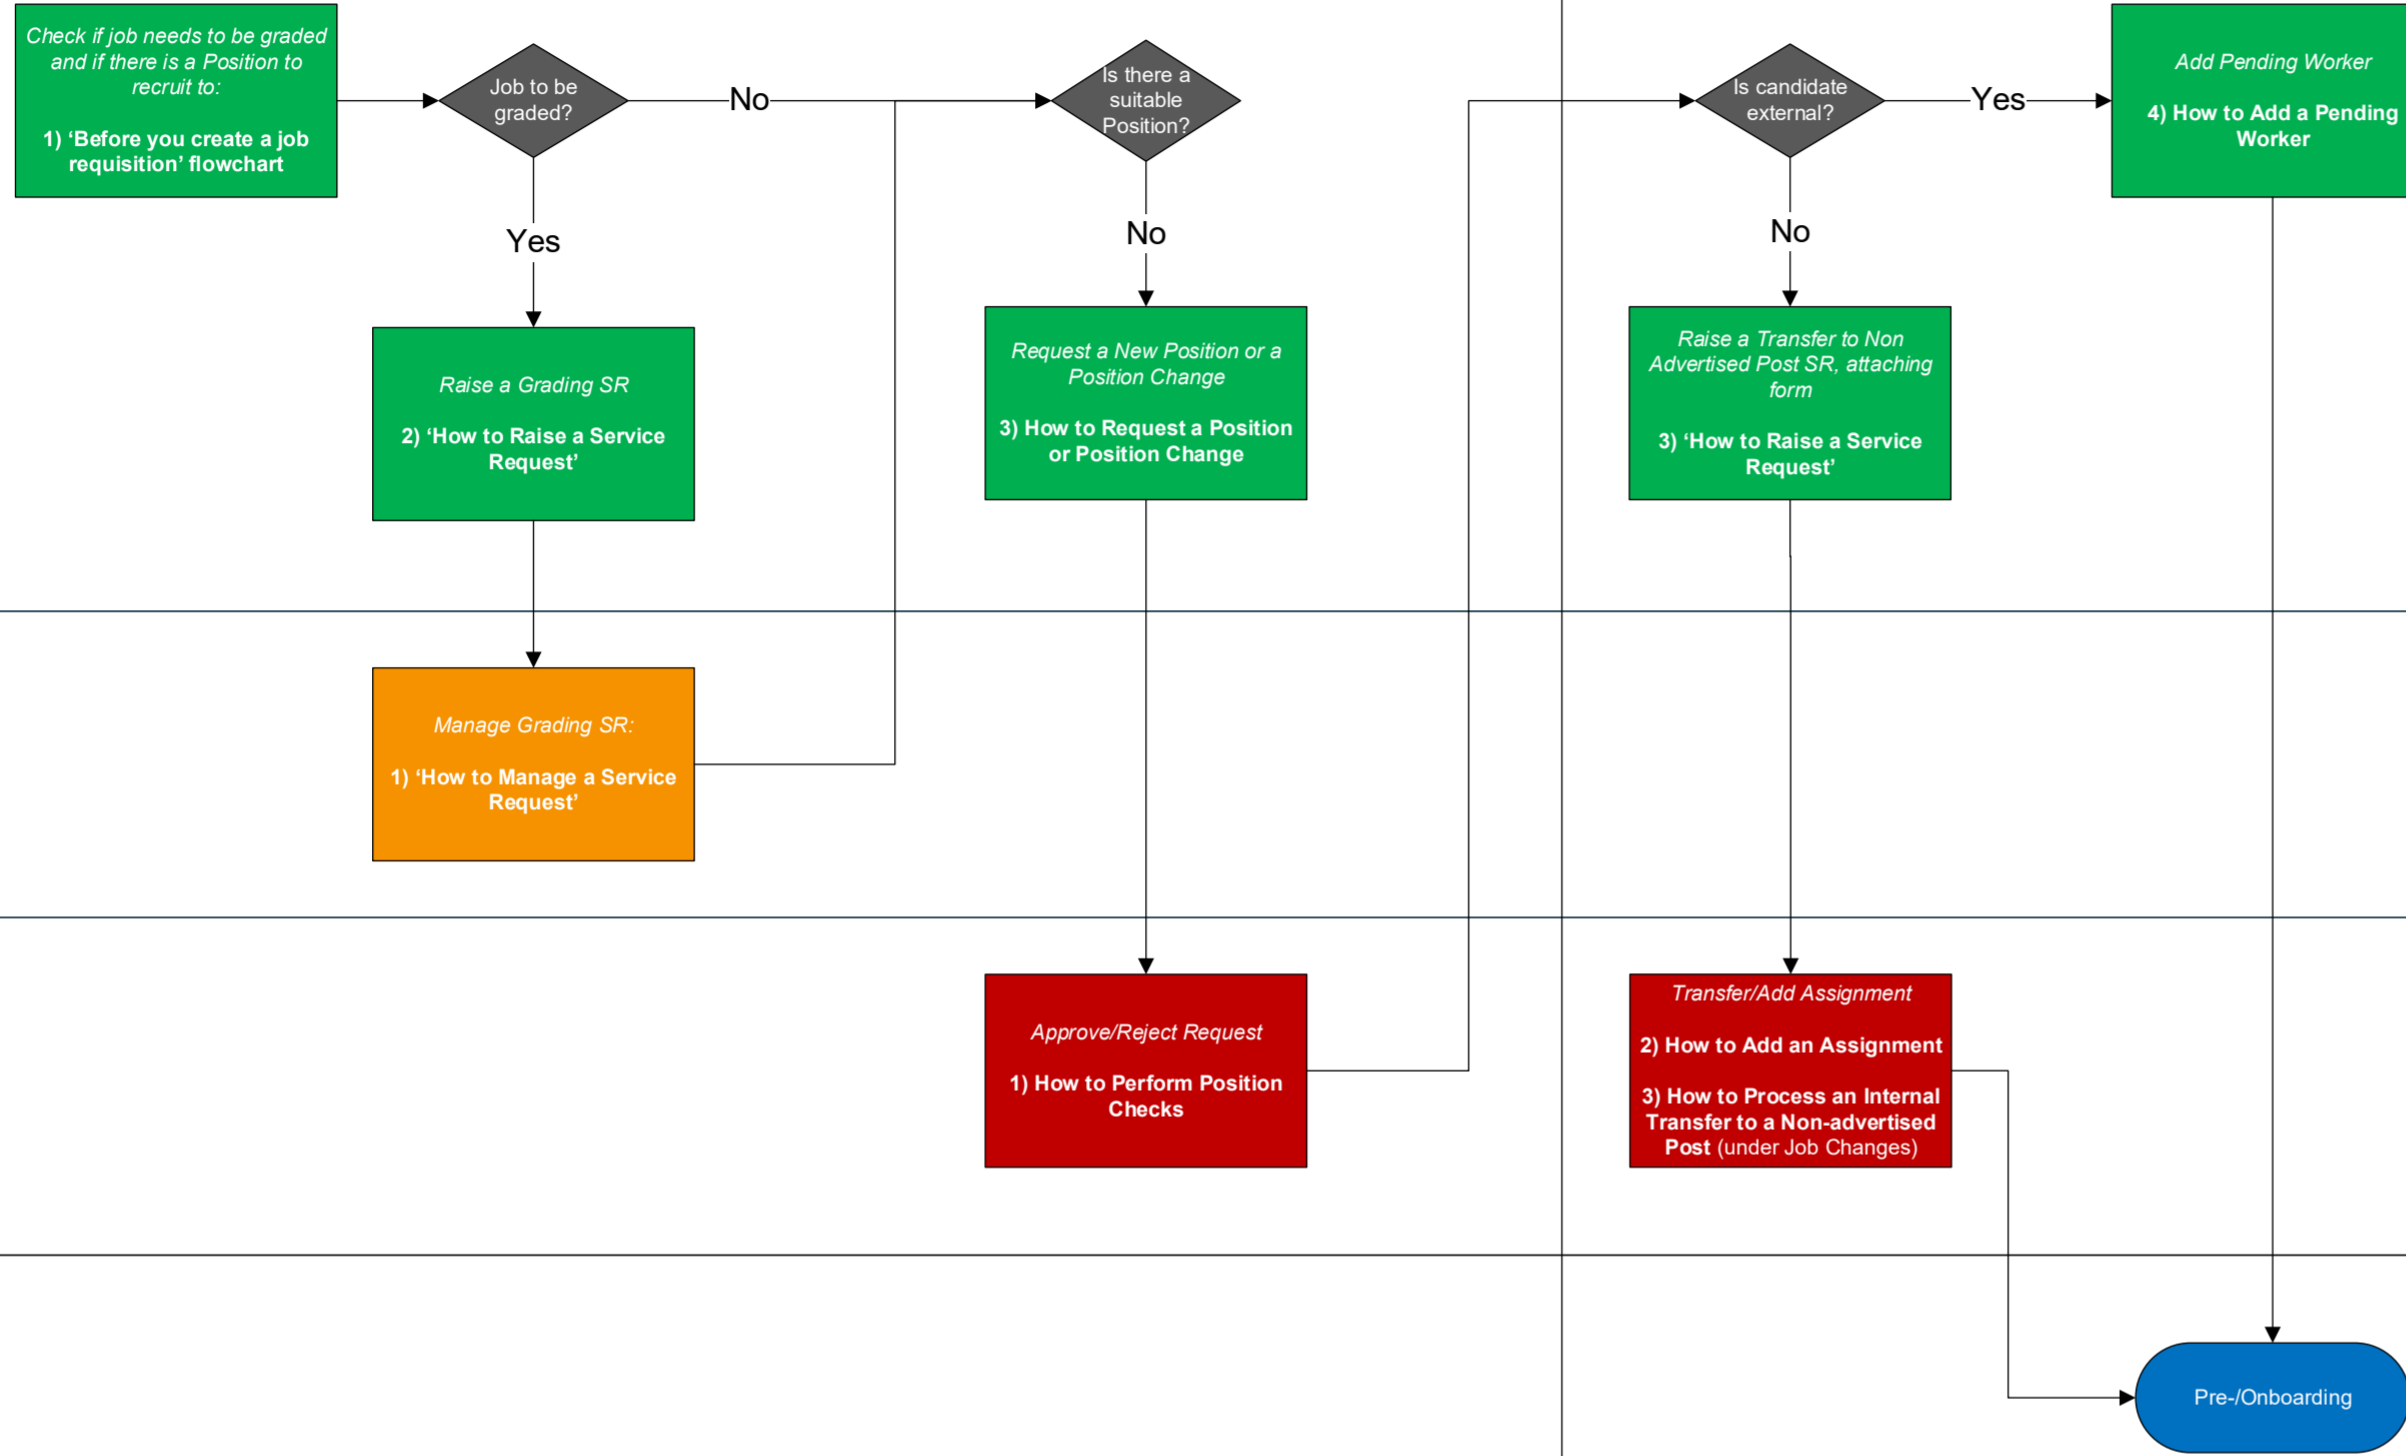 Check if job needs to be graded
and if there is a Position to
recruit to:
1) ‘Before you create a job
requisition’ flowchart
Job to be
graded?
No
Is there a
suitable
Position?
Is candidate
external?
Yes
Add Pending Worker
4) How to Add a Pending
Worker
Yes
No
No
Raise a Grading SR
2) ‘How to Raise a Service
Request’
Request a New Position or a
Position Change
3) How to Request a Position
or Position Change
Raise a Transfer to Non
Advertised Post SR, attaching
form
3) ‘How to Raise a Service
Request’
Manage Grading SR:
1) ‘How to Manage a Service
Request’
Approve/Reject Request
1) How to Perform Position
Checks
Transfer/Add Assignment
2) How to Add an Assignment
3) How to Process an Internal
Transfer to a Non-advertised
Post (under Job Changes)
Pre-/Onboarding